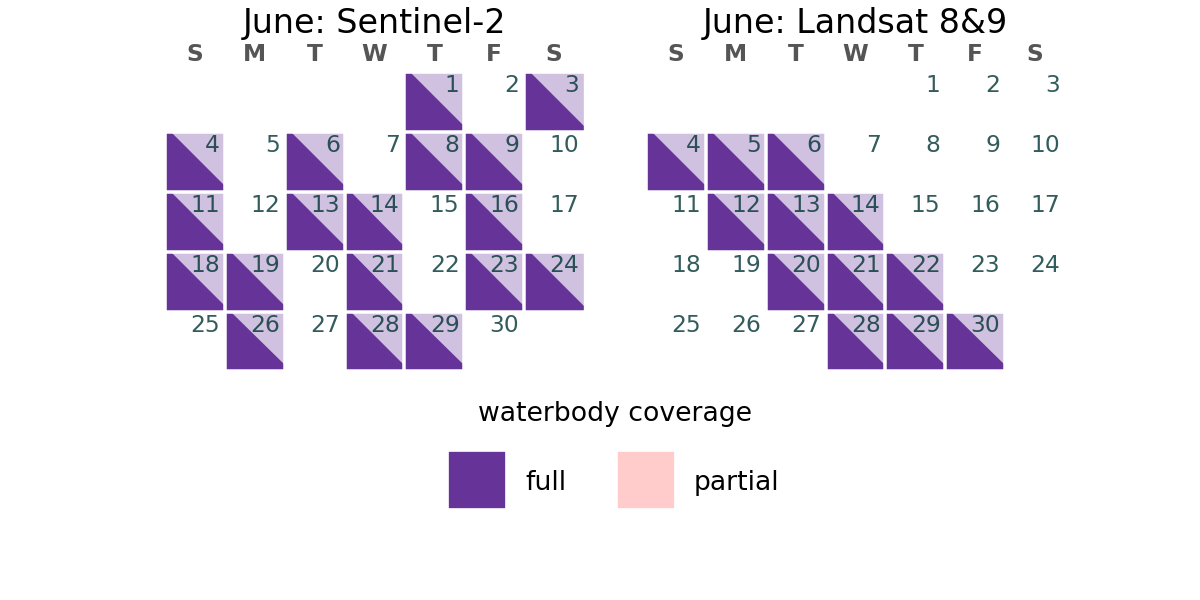 June: Sentinel-2
S M T W T F S
1 2 3
4 5 6 7 8 9 10
11 12 13 14 15 16 17
18 19 20 21 22 23 24
25 26 27 28 29 30
June: Landsat 8&9
S M T W T F S
1 2 3
4 5 6 7 8 9 10
11 12 13 14 15 16 17
18 19 20 21 22 23 24
25 26 27 28 29 30
waterbody coverage
full
partial